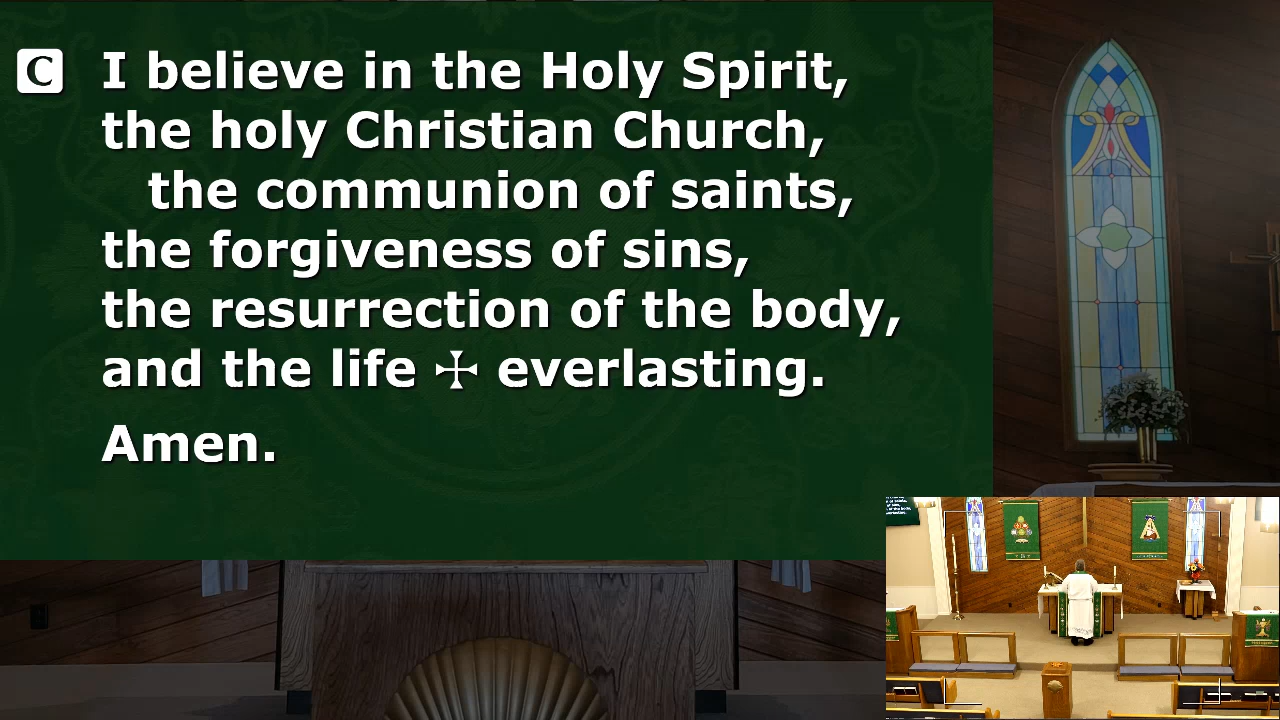 C I believe in the Holy Spirit,
the holy Christian Church,
the communion of saints,
the forgiveness of sins,
the resurrection of the body,
and the life ☩ everlasting.
Amen.